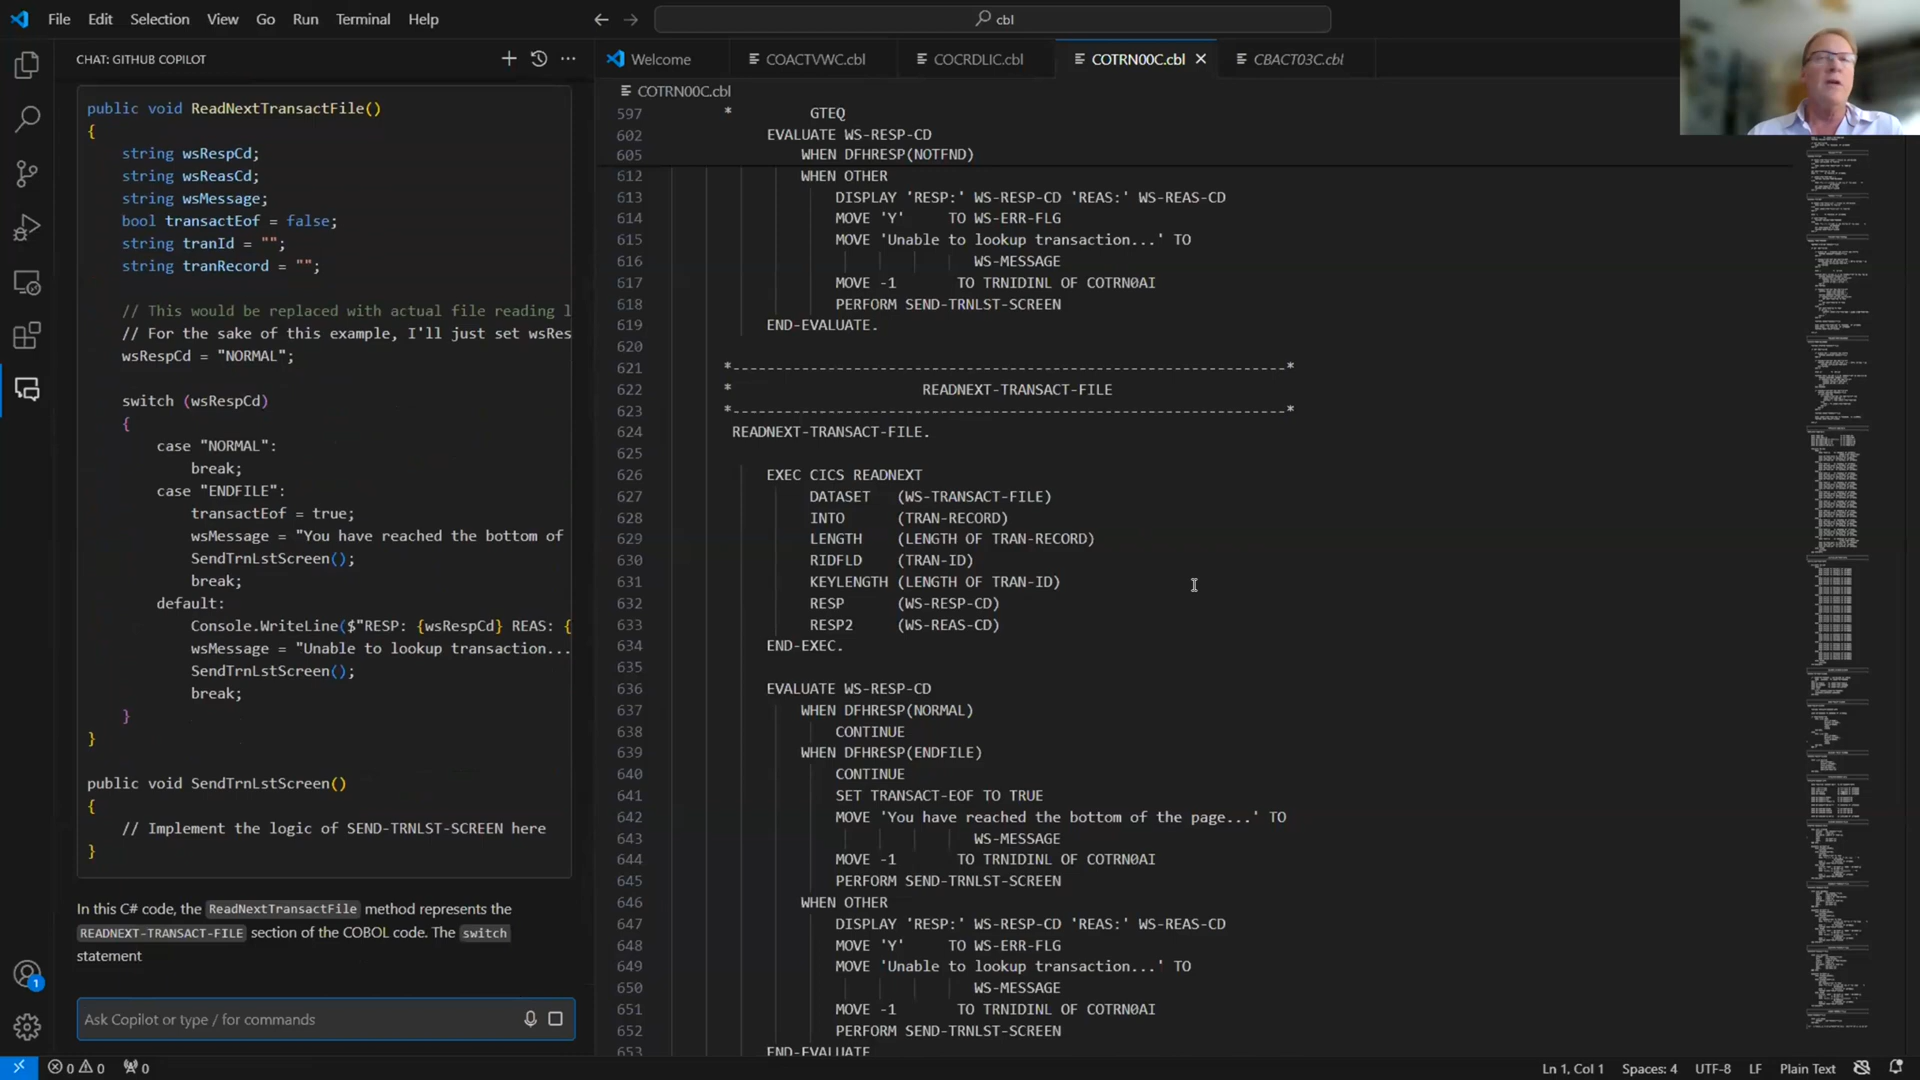 File Edit Selection View Go Run Terminal Help
cbl
CHAT: GITHUB COPILOT
public void ReadNextTransactFile()
{
string wsRespCd;
string wsReasCd;
string wsMessage;
bool transactEof = false;
string tranId = "";
string tranRecord = "";
// This would be replaced with actual file reading l
// For the sake of this example, I'll just set wsRes
wsRespCd = "NORMAL";
switch (wsRespCd)
{
case "NORMAL":
break;
case "ENDFILE":
transactEof = true;
wsMessage = "You have reached the bottom of
SendTrnLstScreen();
break;
default:
Console.WriteLine($"RESP: {wsRespCd} REAS: {
wsMessage = "Unable to lookup transaction...
SendTrnLstScreen();
break;
}
}
public void SendTrnLstScreen()
{
// Implement the logic of SEND-TRNLST-SCREEN here
}
In this C# code, the ReadNextTransactFile method represents the
READNEXT-TRANSACT-FILE section of the COBOL code. The switch
statement
Ask Copilot or type / for commands
1
Welcome COACTVWC.cbl COCRDLIC.cbl COTRN00C.cbl CBACT03C.cbl
COTRN00C.cbl
597 * GTEQ
602 EVALUATE WS-RESP-CD
605 WHEN DFHRESP(NOTFND)
612 WHEN OTHER
613 DISPLAY 'RESP:' WS-RESP-CD 'REAS:' WS-REAS-CD
614 MOVE 'Y' TO WS-ERR-FLG
615 MOVE 'Unable to lookup transaction...' TO
616 WS-MESSAGE
617 MOVE -1 TO TRNIDINL OF COTRN0AI
618 PERFORM SEND-TRNLST-SCREEN
619 END-EVALUATE.
620
621 *----------------------------------------------------------------*
622 * READNEXT-TRANSACT-FILE
623 *----------------------------------------------------------------*
624 READNEXT-TRANSACT-FILE.
625
626 EXEC CICS READNEXT
627 DATASET (WS-TRANSACT-FILE)
628 INTO (TRAN-RECORD)
629 LENGTH (LENGTH OF TRAN-RECORD)
630 RIDFLD (TRAN-ID)
631 KEYLENGTH (LENGTH OF TRAN-ID)
632 RESP (WS-RESP-CD)
633 RESP2 (WS-REAS-CD)
634 END-EXEC.
635
636 EVALUATE WS-RESP-CD
637 WHEN DFHRESP(NORMAL)
638 CONTINUE
639 WHEN DFHRESP(ENDFILE)
640 CONTINUE
641 SET TRANSACT-EOF TO TRUE
642 MOVE 'You have reached the bottom of the page...' TO
643 WS-MESSAGE
644 MOVE -1 TO TRNIDINL OF COTRN0AI
645 PERFORM SEND-TRNLST-SCREEN
646 WHEN OTHER
647 DISPLAY 'RESP:' WS-RESP-CD 'REAS:' WS-REAS-CD
648 MOVE 'Y' TO WS-ERR-FLG
649 MOVE 'Unable to lookup transaction...' TO
650 WS-MESSAGE
651 MOVE -1 TO TRNIDINL OF COTRN0AI
652 PERFORM SEND-TRNLST-SCREEN
653 END-EVALUATE
0 0 0 Ln 1, Col 1 Spaces: 4 UTF-8 LF Plain Text